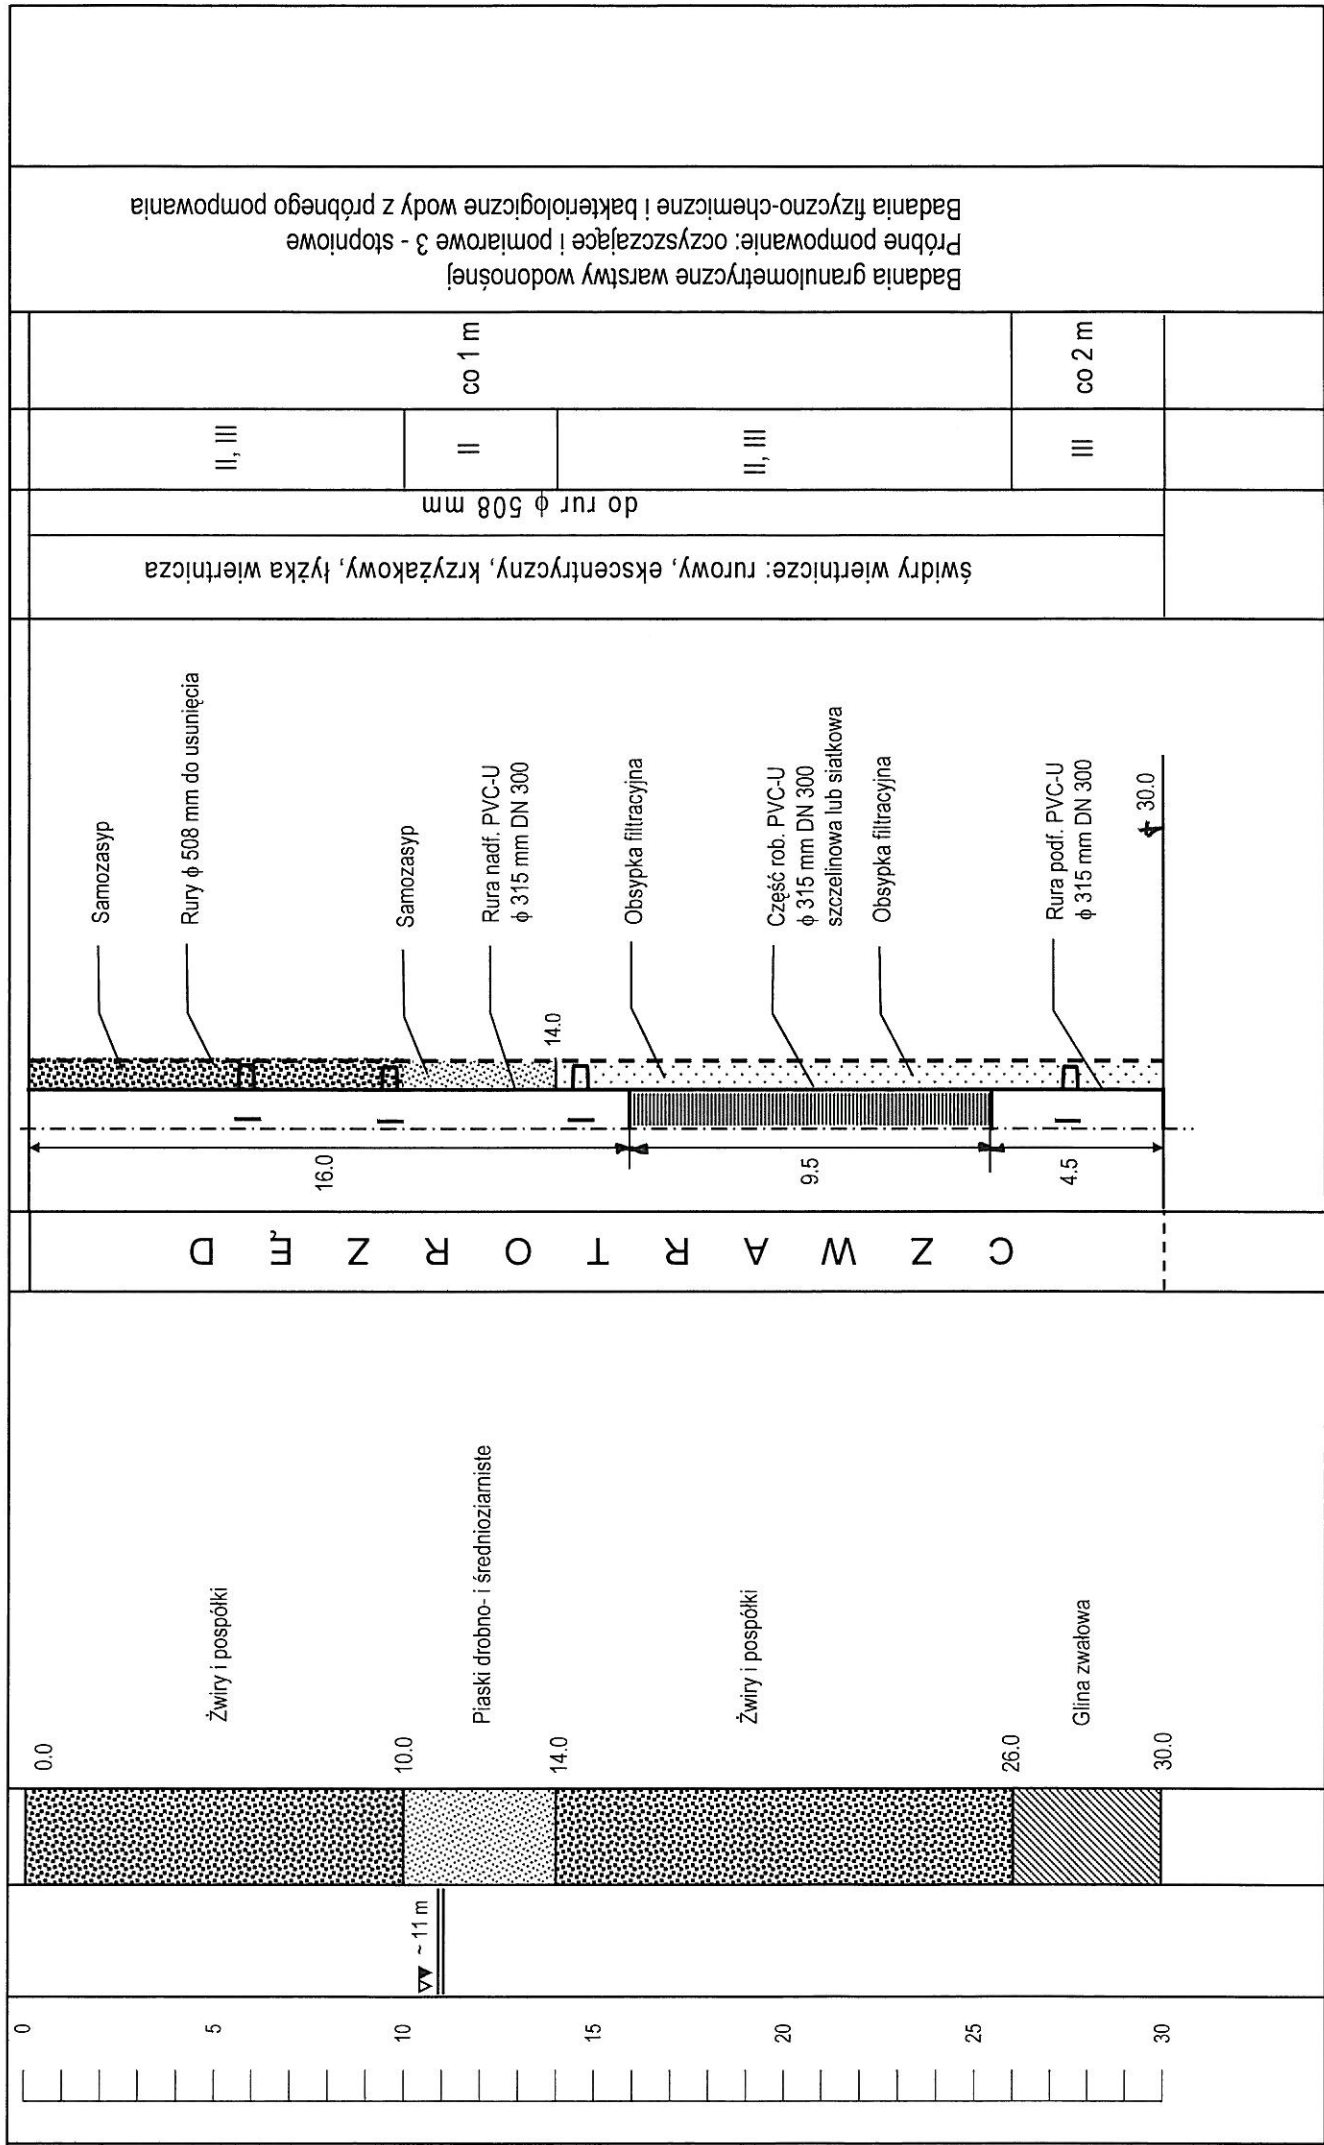 0
5
10
15
20
25
30
~ 11 m
0.0
10.0
14.0
26.0
30.0
Żwiry i pospółki
Piaski drobno- i średnioziarniste
Żwiry i pospółki
Glina zwałowa
C Z W A R T O R Z Ę D
16.0
9.5
4.5
14.0
Samozasyp
Rury ϕ 508 mm do usunięcia
Samozasyp
Rura nadf. PVC-U
ϕ 315 mm DN 300
Obsypka filtracyjna
Część rob. PVC-U
ϕ 315 mm DN 300
szczelinowa lub siatkowa
Obsypka filtracyjna
Rura podf. PVC-U
ϕ 315 mm DN 300
30.0
świdry wiertnicze: rurowy, ekscentryczny, krzyżakowy, łyżka wiertnicza
do rur ϕ 508 mm
II, III
II
II, III
III
co 1 m
co 2 m
Badania granulometryczne warstwy wodonośnej
Próbne pompowanie: oczyszczające i pomiarowe 3 - stopniowe
Badania fizyczno-chemiczne i bakteriologiczne wody z próbnego pompowania